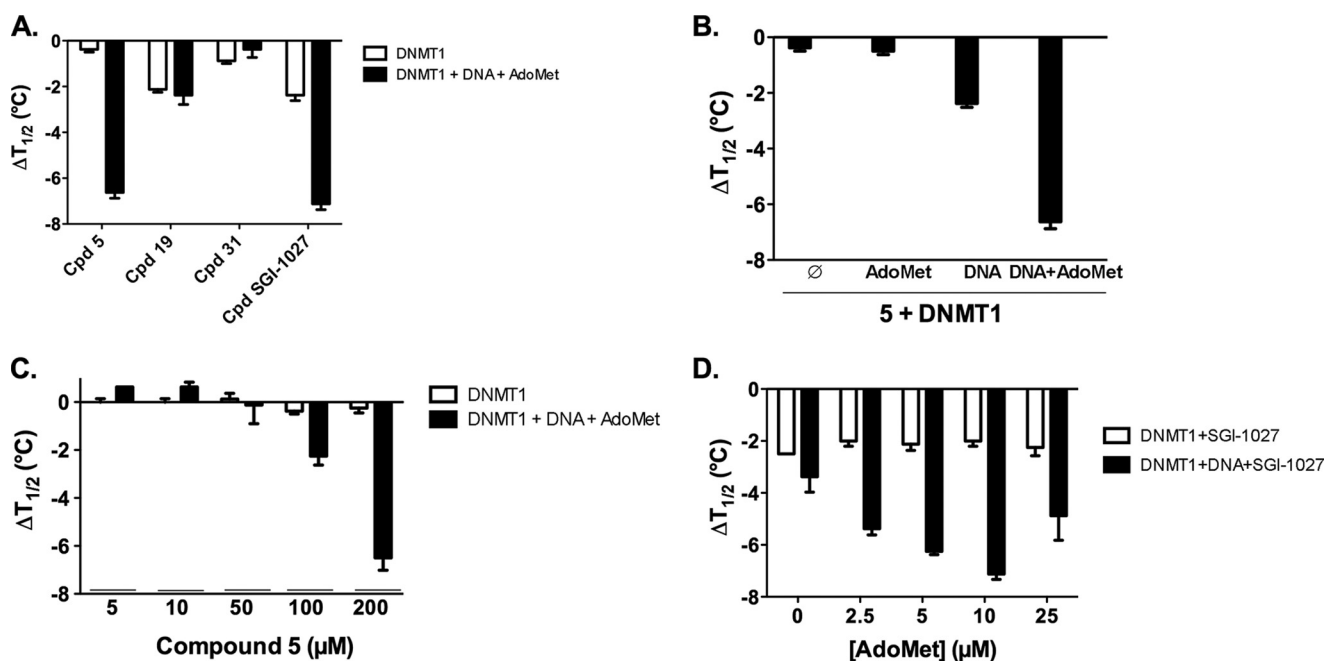 A.
0
-2
-4
-6
-8
ΔT1/2 (°C)
Cpd 5
Cpd 19
Cpd 31
Cpd SGI-1027
DNMT1
DNMT1 + DNA + AdoMet
B.
0
-2
-4
-6
-8
ΔT1/2 (°C)
∅ AdoMet DNA DNA+AdoMet
5 + DNMT1
C.
0
-2
-4
-6
-8
ΔT1/2 (°C)
5 10 50 100 200
Compound 5 (µM)
DNMT1
DNMT1 + DNA + AdoMet
D.
0
-2
-4
-6
-8
ΔT1/2 (°C)
0 2.5 5 10 25
[AdoMet] (µM)
DNMT1+SGI-1027
DNMT1+DNA+SGI-1027